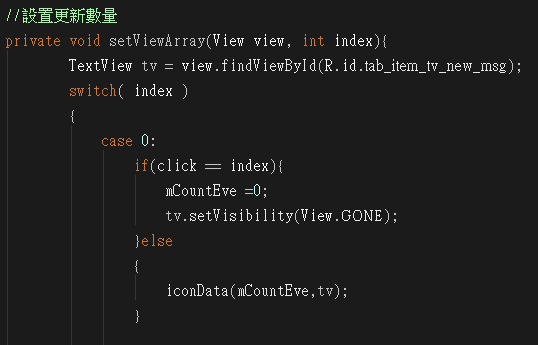 //設置更新數量
private void setViewArray(View view, int index){
TextView tv = view.findViewById(R.id.tab_item_tv_new_msg);
switch( index )
{
case 0:
if(click == index){
mCountEve =0;
tv.setVisibility(View.GONE);
}else
{
iconData(mCountEve,tv);
}